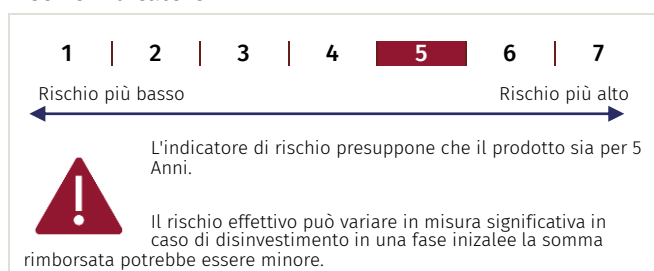 1 | 2 | 3 | 4 | 5 | 6 | 7
Rischio più basso Rischio più alto
L'indicatore di rischio presuppone che il prodotto sia per 5
Anni.
Il rischio effettivo può variare in misura significativa in
caso di disinvestimento in una fase inizalee la somma
rimborsata potrebbe essere minore.